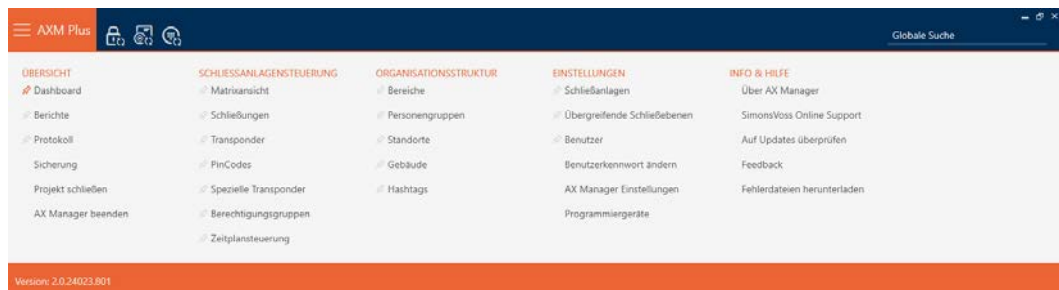 AXM Plus
Globale Suche
ÜBERSICHT
Dashboard
Berichte
Protokoll
Sicherung
Projekt schließen
AX Manager beenden
SCHLIESSANLAGENSTEUERUNG
Matrixansicht
Schließungen
Transponder
PinCodes
Spezielle Transponder
Berechtigungsgruppen
Zeitplansteuerung
ORGANISATIONSSTRUKTUR
Bereiche
Personengruppen
Standorte
Gebäude
Hashtags
EINSTELLUNGEN
Schließanlagen
Übergreifende Schließebenen
Benutzer
Benutzerkennwort ändern
AX Manager Einstellungen
Programmiergeräte
INFO & HILFE
Über AX Manager
SimonsVoss Online Support
Auf Updates überprüfen
Feedback
Fehlerdateien herunterladen
Version: 2.0.24023.801